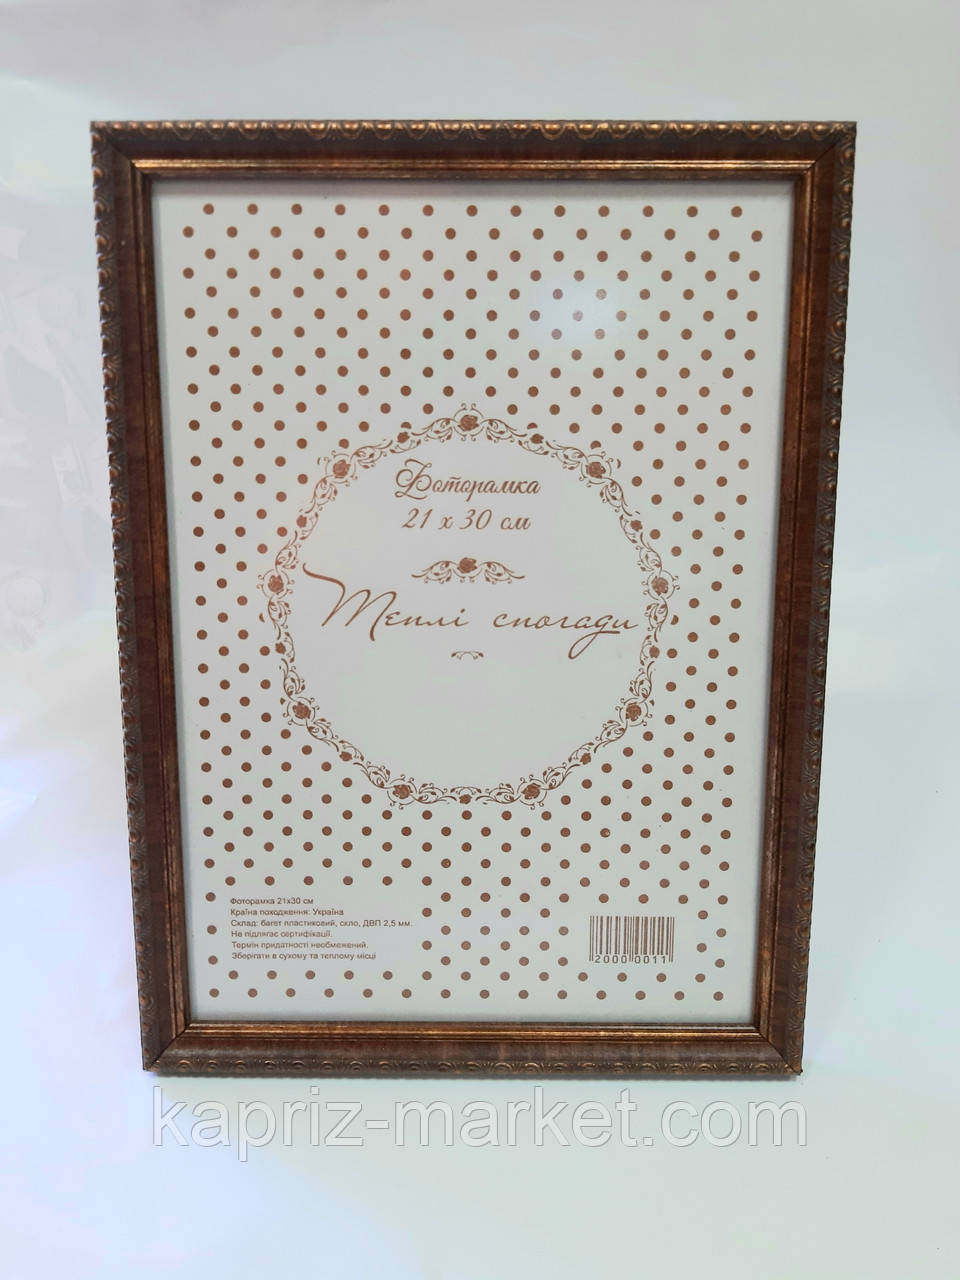 Фоторамка
21 х 30 см
Теплі спогади
Фоторамка 21х30 см
Країна походження: Україна
Склад: багет пластиковий, скло, ДВП 2,5 мм.
Не підлягає сертифікації.
Термін придатності необмежений.
Зберігати в сухому та теплому місці
2000 0011
kapriz-market.com